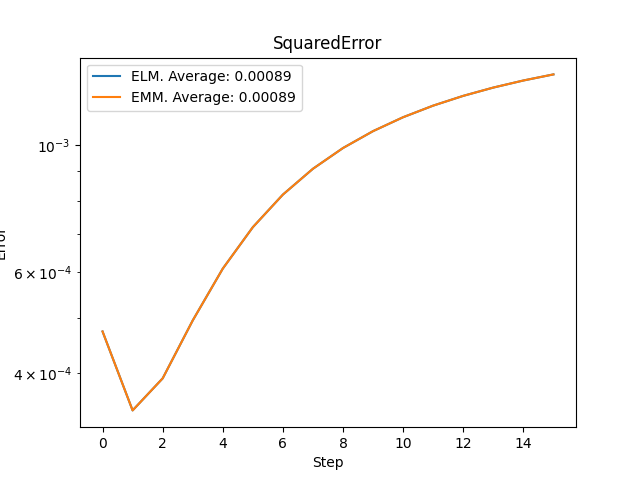 SquaredError
ELM. Average: 0.00089
EMM. Average: 0.00089
10⁻³
6 × 10⁻⁴
4 × 10⁻⁴
Error
0 2 4 6 8 10 12 14
Step